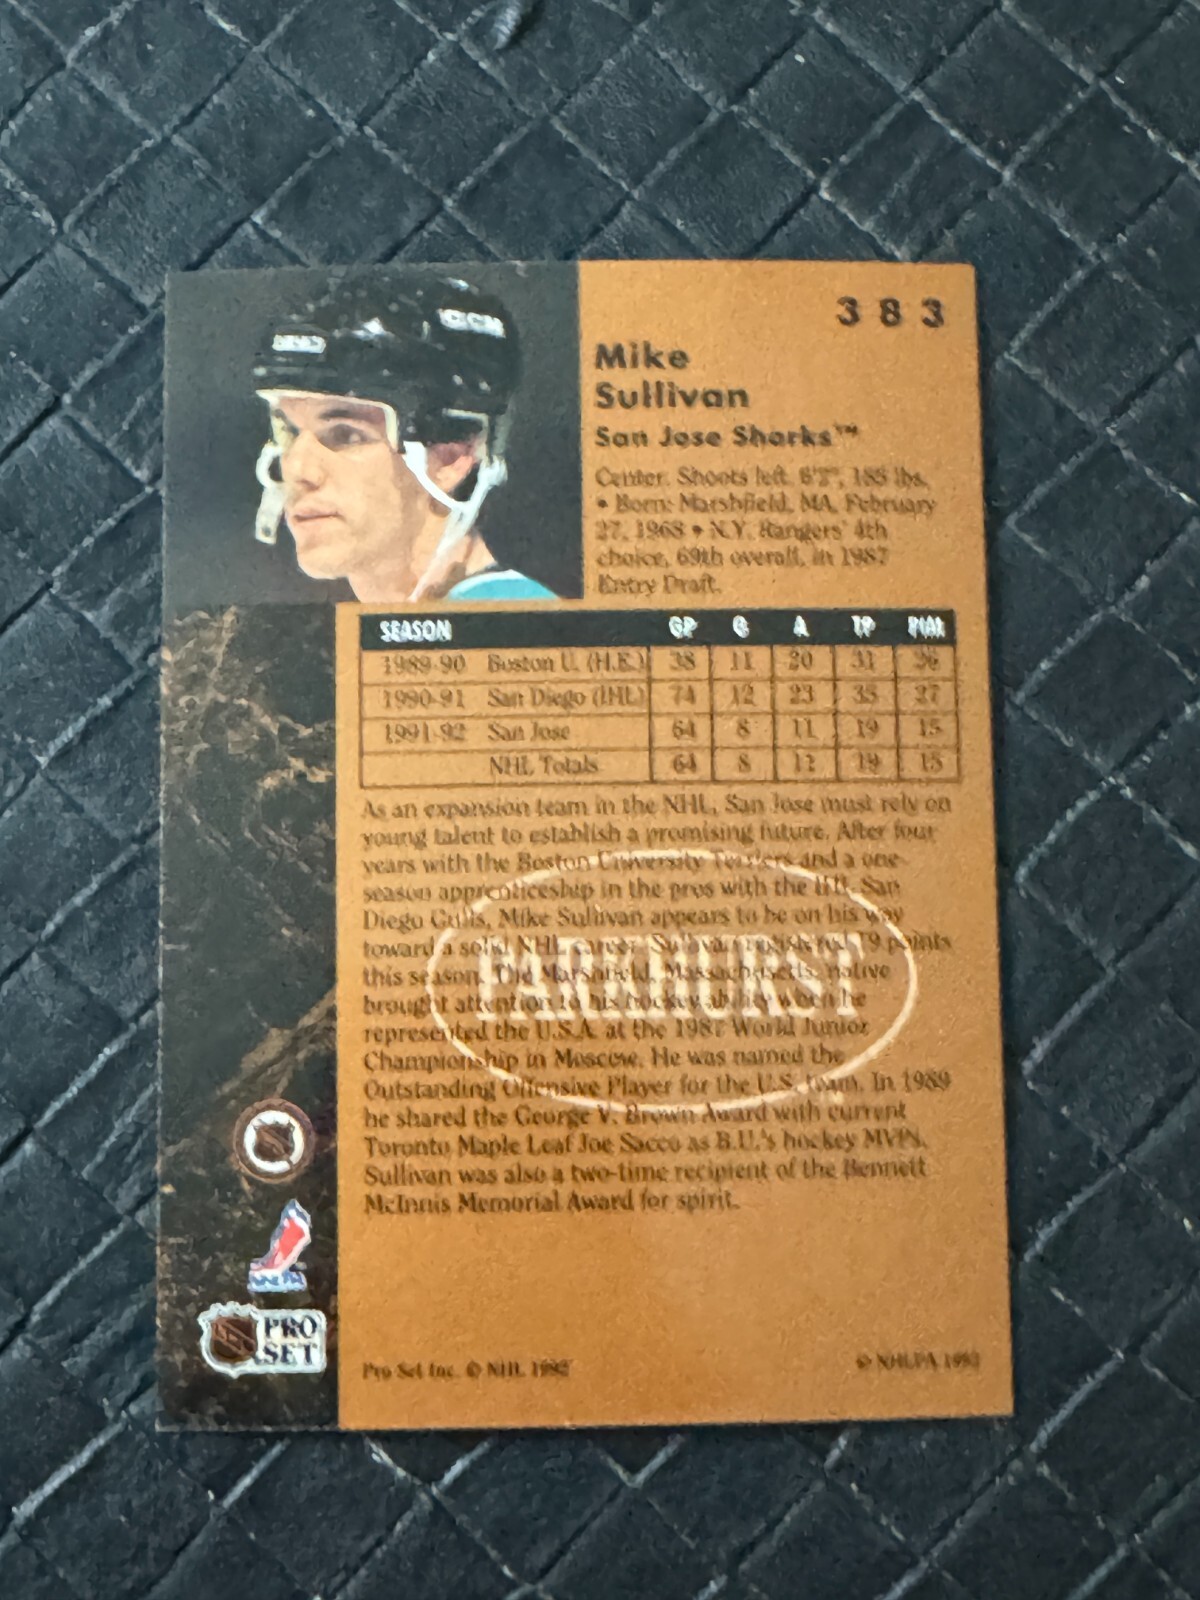 CCM
383
Mike
Sullivan
San Jose Sharks™
Center. Shoots left. 6'2", 185 lbs.
• Born: Marshfield, MA, February
27, 1968 • N.Y. Rangers' 4th
choice, 69th overall, in 1987
Entry Draft.
SEASON GP G A TP PIM
1989-90 Boston U. (H.E.) 38 11 20 31 26
1990-91 San Diego (IHL) 74 12 23 35 27
1991-92 San Jose 64 8 11 19 15
NHL Totals 64 8 11 19 15
As an expansion team in the NHL, San Jose must rely on
young talent to establish a promising future. After four
years with the Boston University Terriers and a one-
season apprenticeship in the pros with the IHL San
Diego Gulls, Mike Sullivan appears to be on his way
toward a solid NHL career. Sullivan registered 19 points
this season. The Marshfield, Massachusetts, native
brought attention to his hockey ability when he
represented the U.S.A. at the 1987 World Junior
Championship in Moscow. He was named the
Outstanding Offensive Player for the U.S. team. In 1989
he shared the George V. Brown Award with current
Toronto Maple Leaf Joe Sacco as B.U.'s hockey MVPs.
Sullivan was also a two-time recipient of the Bennett
McInnis Memorial Award for spirit.
PARKHURST
PRO
SET
Pro Set Inc. © NHL 1992
© NHLPA 1992